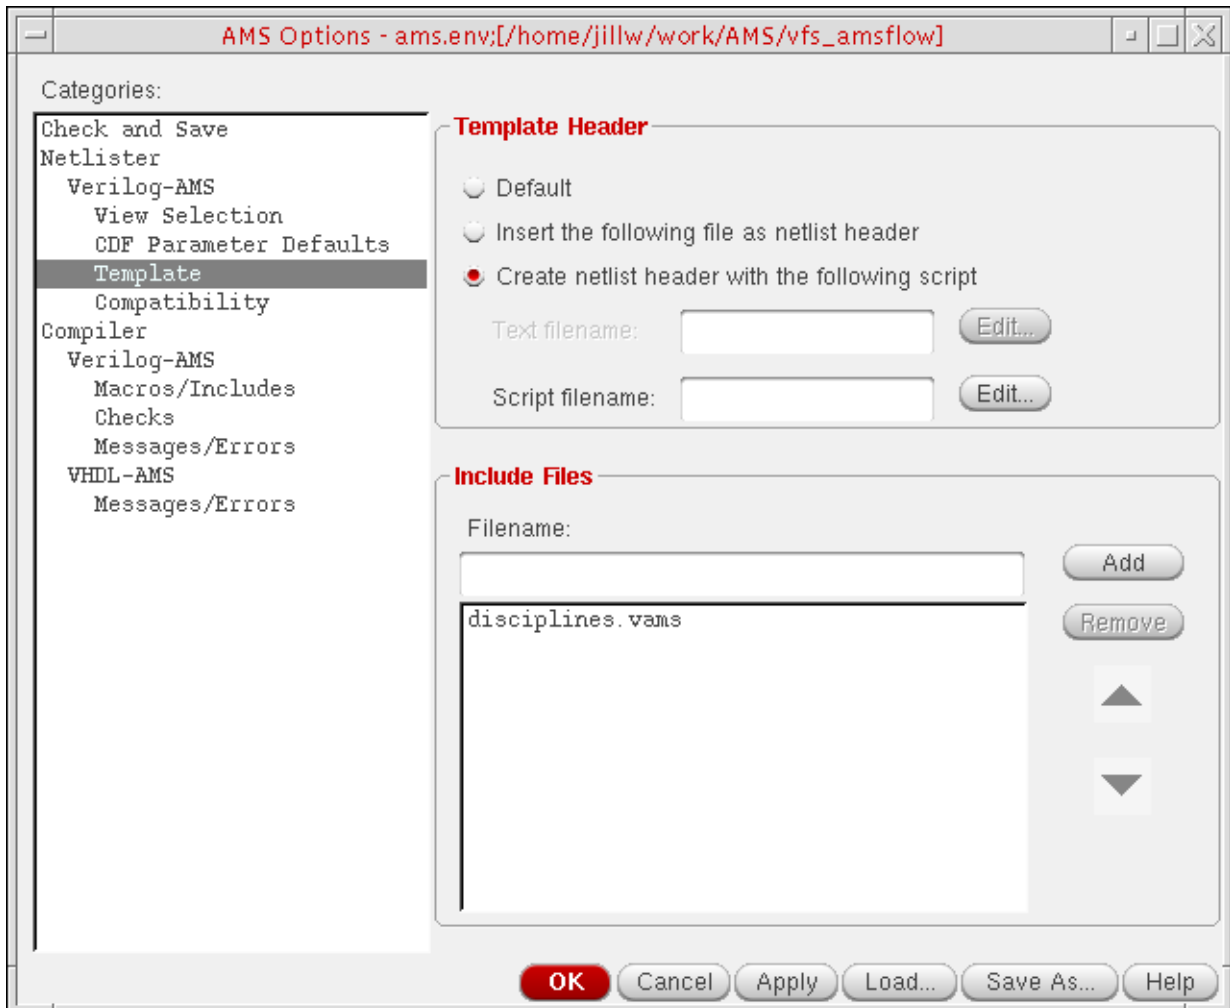 AMS Options - ams.env;[/home/jillw/work/AMS/vfs_amsflow]
Categories:
Check and Save
Netlister
Verilog-AMS
View Selection
CDF Parameter Defaults
Template
Compatibility
Compiler
Verilog-AMS
Macros/Includes
Checks
Messages/Errors
VHDL-AMS
Messages/Errors
Template Header
Default
Insert the following file as netlist header
Create netlist header with the following script
Text filename: Edit...
Script filename: Edit...
Include Files
Filename:
Add
disciplines.vams
Remove
OK Cancel Apply Load... Save As... Help